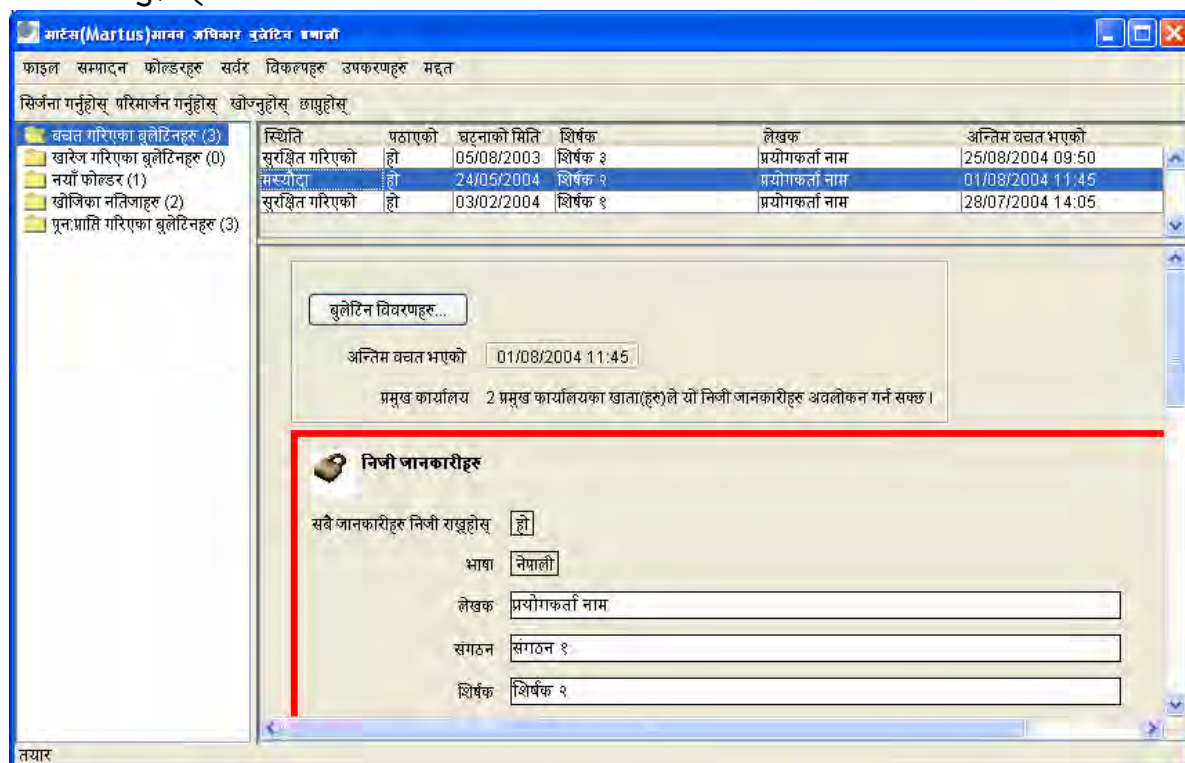 मार्टस(Martus)मानव अधिकार बुलेटिन प्रणाली
फाइल सम्पादन फोल्डरहरु सर्वर विकल्पहरु उपकरणहरु मद्दत
सिर्जना गर्नुहोस् परिमार्जन गर्नुहोस् खोज्नुहोस् छाप्नुहोस्
बचत गरिएका बुलेटिनहरु (3)
खारेज गरिएका बुलेटिनहरु (0)
नयाँ फोल्डर (1)
खोजिका नतिजाहरु (2)
पून:प्राप्ति गरिएका बुलेटिनहरु (3)
स्थिति पठाएको घट्नाको मिति शिर्षक लेखक अन्तिम वचत भएको
सुरक्षित गरिएको हो 05/08/2003 शिर्षक ३ प्रयोगकर्ता नाम 25/08/2004 09:50
मस्यौदा हो 24/05/2004 शिर्षक २ प्रयोगकर्ता नाम 01/08/2004 11:45
सुरक्षित गरिएको हो 03/02/2004 शिर्षक १ प्रयोगकर्ता नाम 28/07/2004 14:05
बुलेटिन विवरणहरु...
अन्तिम वचत भएको 01/08/2004 11:45
प्रमुख कार्यालय 2 प्रमुख कार्यालयका खाता(हरु)ले यो निजी जानकारीहरु अवलोकन गर्न सक्छ ।
निजी जानकारीहरु
सबै जानकारीहरु निजी राख्नुहोस् हो
भाषा नेपाली
लेखक प्रयोगकर्ता नाम
संगठन संगठन १
शिर्षक शिर्षक २
तयार